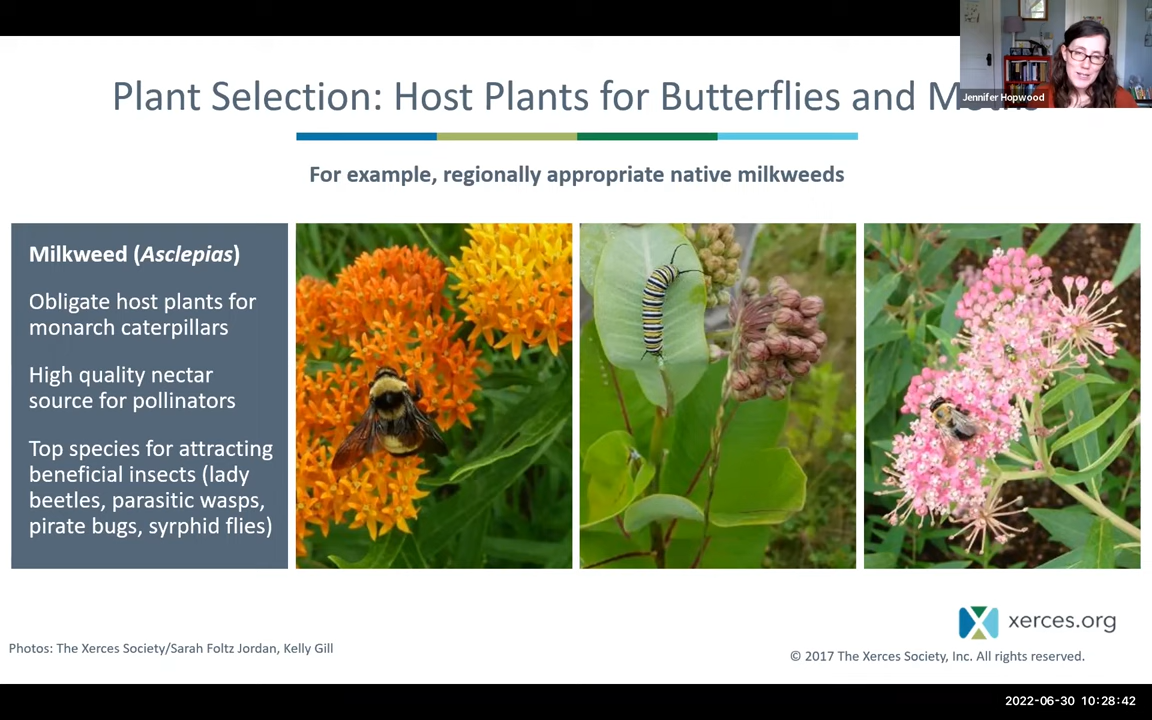 Plant Selection: Host Plants for Butterflies and M
Jennifer Hopwood
For example, regionally appropriate native milkweeds
Milkweed (Asclepias)
Obligate host plants for
monarch caterpillars
High quality nectar
source for pollinators
Top species for attracting
beneficial insects (lady
beetles, parasitic wasps,
pirate bugs, syrphid flies)
xerces.org
Photos: The Xerces Society/Sarah Foltz Jordan, Kelly Gill
© 2017 The Xerces Society, Inc. All rights reserved.
2022-06-30 10:28:42